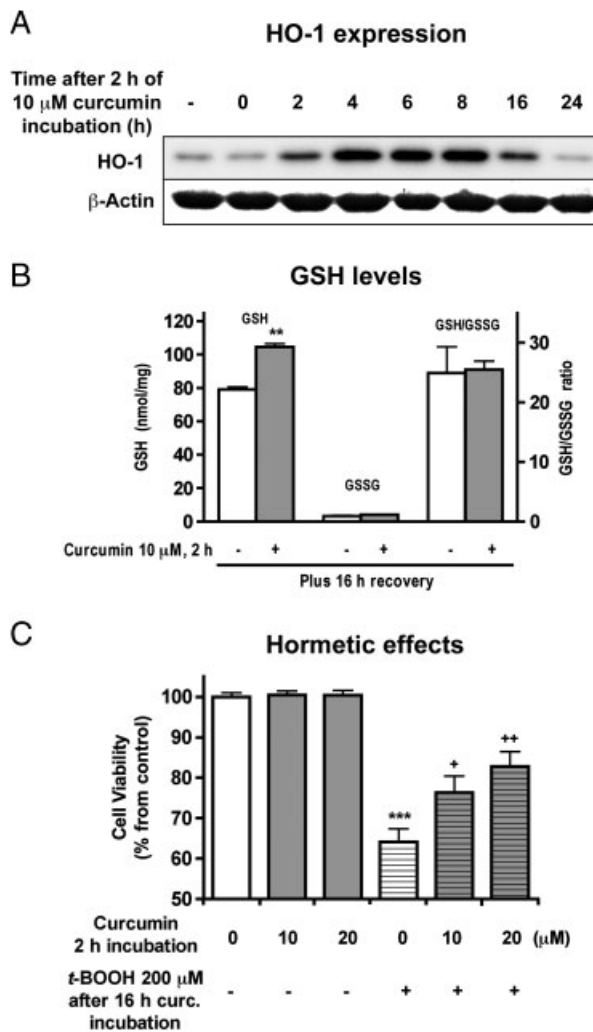 A
HO-1 expression
Time after 2 h of
10 μM curcumin
incubation (h)
- 0 2 4 6 8 16 24
HO-1
β-Actin
B
GSH levels
120
100
80
60
40
20
0
GSH (nmol/mg)
GSH
**
GSSG
GSH/GSSG
30
20
10
0
GSH/GSSG ratio
Curcumin 10 μM, 2 h - + - + - +
Plus 16 h recovery
C
Hormetic effects
100
90
80
70
60
50
Cell Viability
(% from control)
***
+
++
Curcumin
2 h incubation
0 10 20 0 10 20 (μM)
t-BOOH 200 μM
after 16 h curc.
incubation
- - - + + +